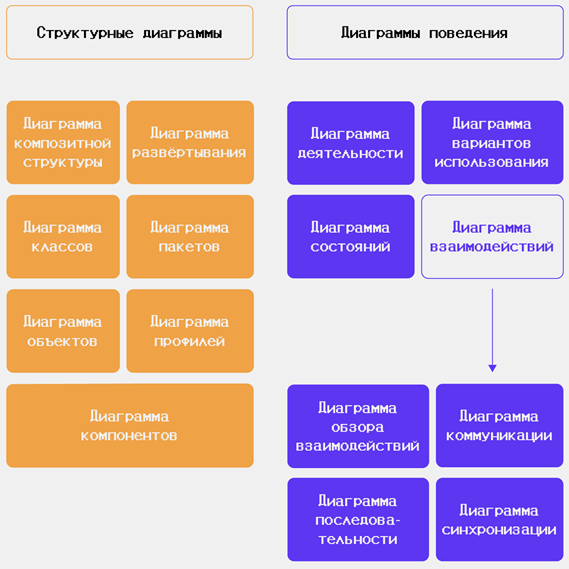 Структурные диаграммы
Диаграммы поведения
Диаграмма
композитной
структуры
Диаграмма
развёртывания
Диаграмма
деятельности
Диаграмма
вариантов
использования
Диаграмма
классов
Диаграмма
пакетов
Диаграмма
состояний
Диаграмма
взаимодействий
Диаграмма
объектов
Диаграмма
профилей
Диаграмма
компонентов
Диаграмма
обзора
взаимодействий
Диаграмма
коммуникации
Диаграмма
последова-
тельности
Диаграмма
синхронизации